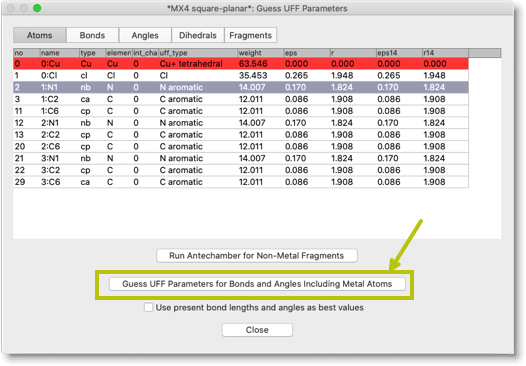 *MX4 square-planar*: Guess UFF Parameters
Atoms Bonds Angles Dihedrals Fragments
no name type elemen int_cha uff_type weight eps r eps14 r14
0 0:Cu Cu Cu 0 Cu+ tetrahedral 63.546 0.000 0.000 0.000 0.000
1 0:Cl cl Cl 0 Cl 35.453 0.265 1.948 0.265 1.948
2 1:N1 nb N 0 N aromatic 14.007 0.170 1.824 0.170 1.824
3 1:C2 ca C 0 C aromatic 12.011 0.086 1.908 0.086 1.908
11 1:C6 cp C 0 C aromatic 12.011 0.086 1.908 0.086 1.908
12 2:N1 nb N 0 N aromatic 14.007 0.170 1.824 0.170 1.824
13 2:C2 cp C 0 C aromatic 12.011 0.086 1.908 0.086 1.908
20 2:C6 cp C 0 C aromatic 12.011 0.086 1.908 0.086 1.908
21 3:N1 nb N 0 N aromatic 14.007 0.170 1.824 0.170 1.824
22 3:C2 cp C 0 C aromatic 12.011 0.086 1.908 0.086 1.908
29 3:C6 ca C 0 C aromatic 12.011 0.086 1.908 0.086 1.908
Run Antechamber for Non-Metal Fragments
Guess UFF Parameters for Bonds and Angles Including Metal Atoms
Use present bond lengths and angles as best values
Close